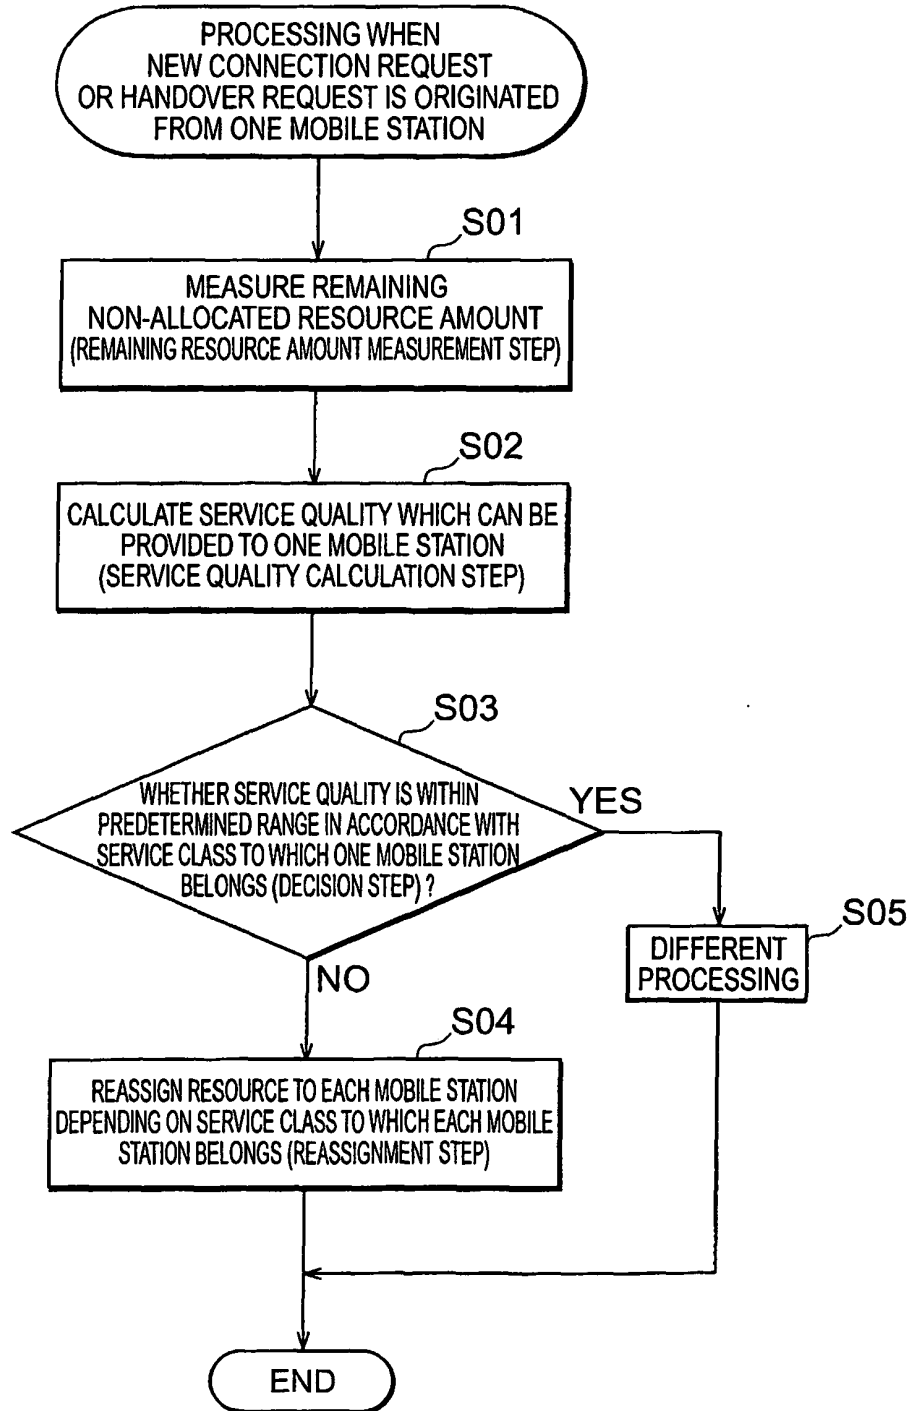 PROCESSING WHEN
NEW CONNECTION REQUEST
OR HANDOVER REQUEST IS ORIGINATED
FROM ONE MOBILE STATION
S01
MEASURE REMAINING
NON-ALLOCATED RESOURCE AMOUNT
(REMAINING RESOURCE AMOUNT MEASUREMENT STEP)
S02
CALCULATE SERVICE QUALITY WHICH CAN BE
PROVIDED TO ONE MOBILE STATION
(SERVICE QUALITY CALCULATION STEP)
S03
WHETHER SERVICE QUALITY IS WITHIN
PREDETERMINED RANGE IN ACCORDANCE WITH
SERVICE CLASS TO WHICH ONE MOBILE STATION
BELONGS (DECISION STEP) ?
YES
S05
DIFFERENT
PROCESSING
NO
S04
REASSIGN RESOURCE TO EACH MOBILE STATION
DEPENDING ON SERVICE CLASS TO WHICH EACH MOBILE
STATION BELONGS (REASSIGNMENT STEP)
END